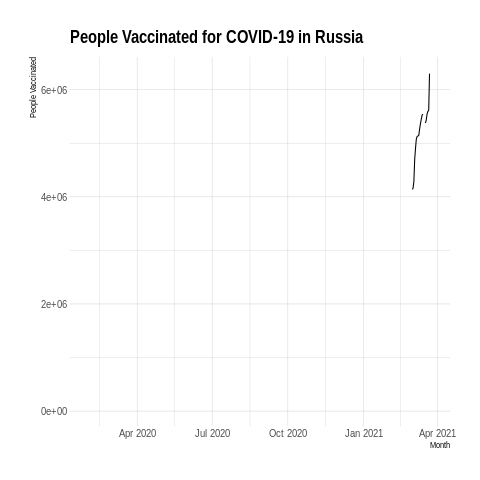 People Vaccinated for COVID-19 in Russia
People Vaccinated
6e+06
4e+06
2e+06
0e+00
Apr 2020 Jul 2020 Oct 2020 Jan 2021 Apr 2021
Month